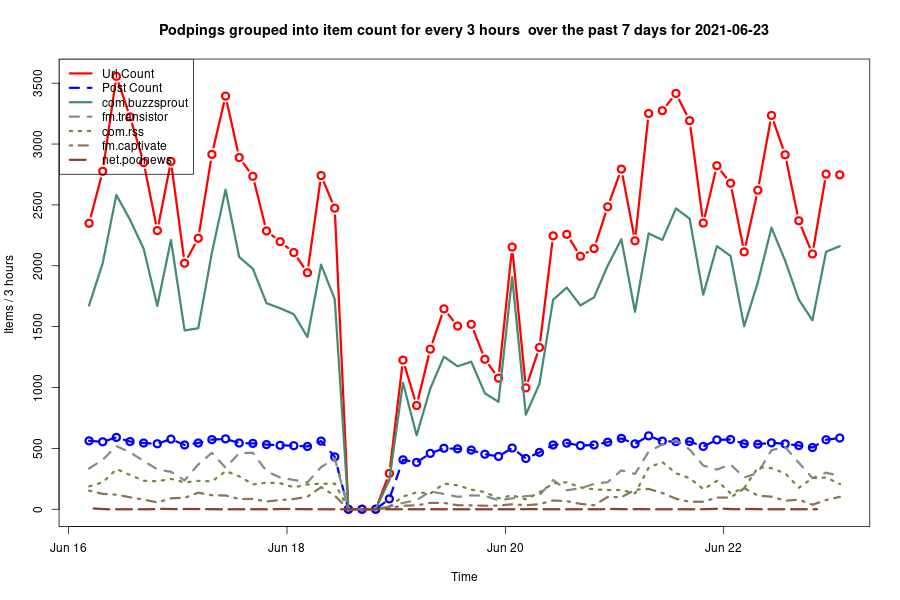 Podpings grouped into item count for every 3 hours  over the past 7 days for 2021-06-23
Items / 3 hours
3500
3000
2500
2000
1500
1000
500
0
Url Count
Post Count
com.buzzsprout
fm.transistor
com.rss
fm.captivate
net.podnews
Jun 16
Jun 18
Jun 20
Jun 22
Time